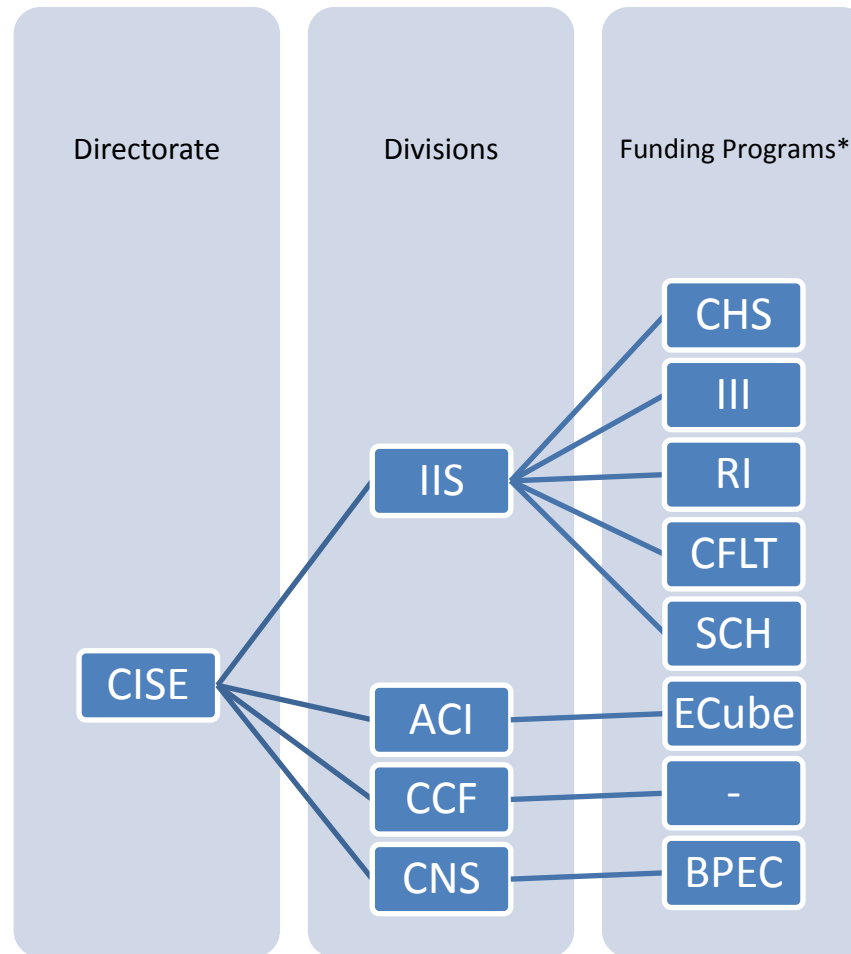 Directorate
Divisions
Funding Programs*
CISE
IIS
ACI
CCF
CNS
CHS
III
RI
CFLT
SCH
ECube
-
BPEC